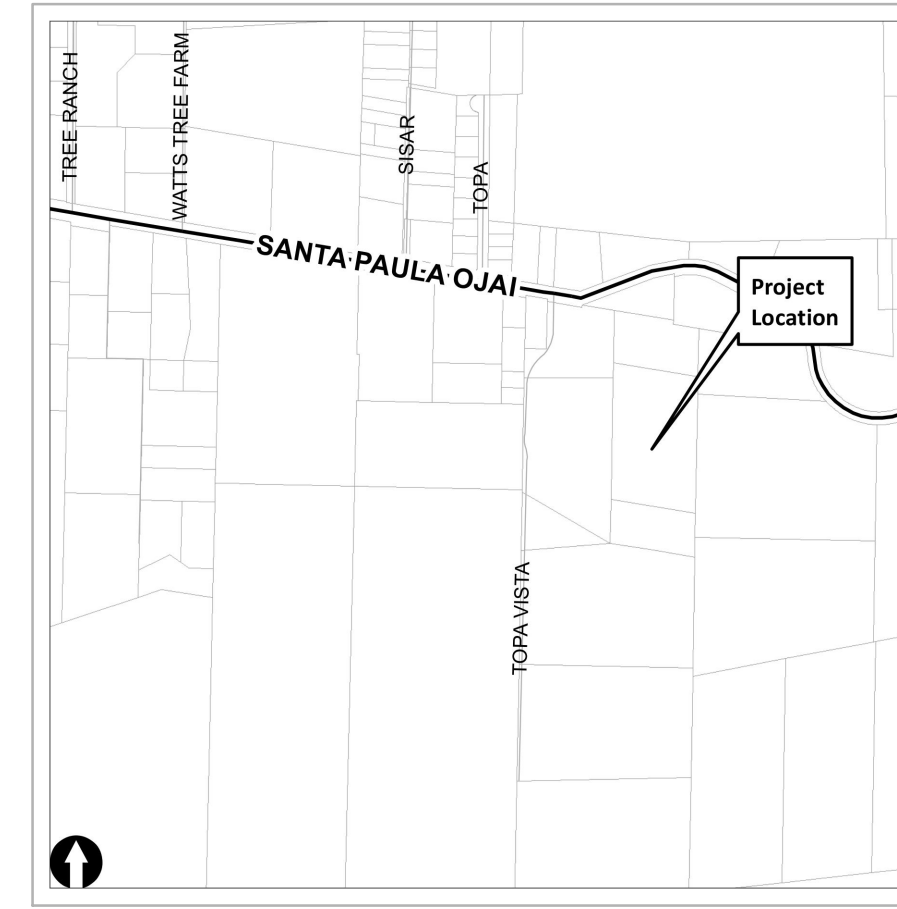 TREE RANCH
WATTS TREE FARM
SISAR
TOPA
SANTA PAULA OJAI
Project
Location
TOPA VISTA